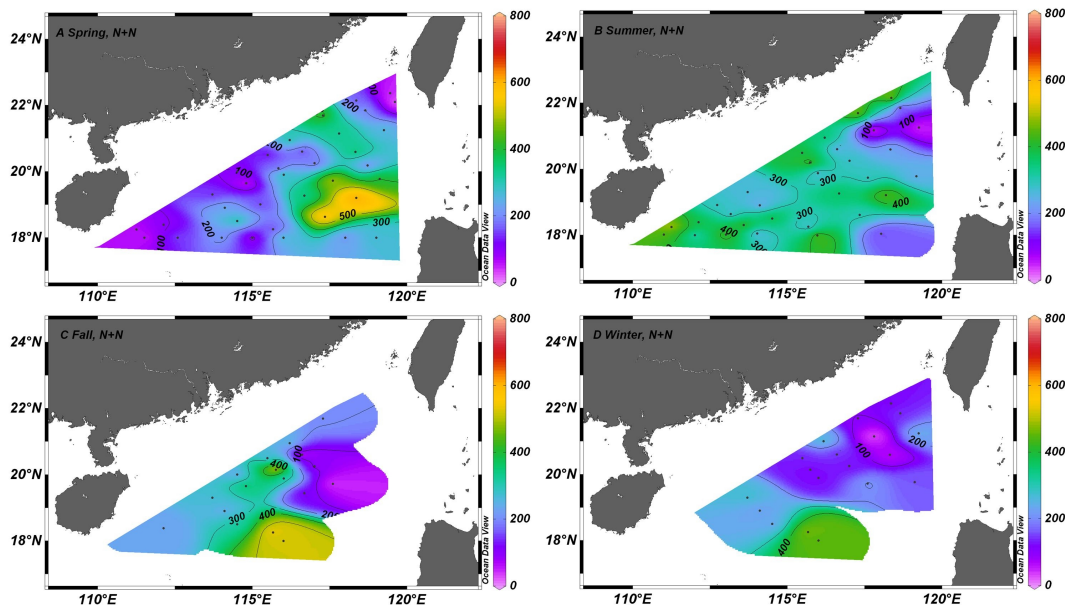 A Spring, N+N
24°N
22°N
20°N
18°N
110°E
115°E
120°E
200
100
200
500
300
800
600
400
200
0
Ocean Data View
B Summer, N+N
24°N
22°N
20°N
18°N
110°E
115°E
120°E
100
100
300
300
300
400
400
300
800
600
400
200
0
Ocean Data View
C Fall, N+N
24°N
22°N
20°N
18°N
110°E
115°E
120°E
100
400
300
400
800
600
400
200
0
Ocean Data View
D Winter, N+N
24°N
22°N
20°N
18°N
110°E
115°E
120°E
200
100
400
800
600
400
200
0
Ocean Data View